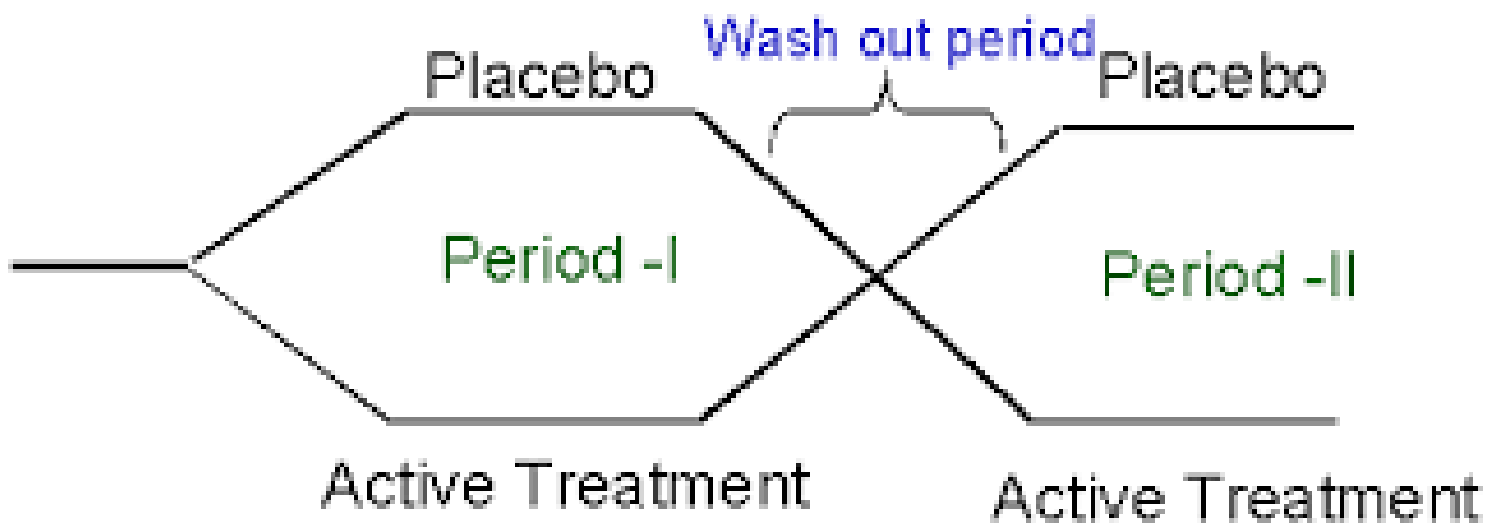 Wash out period
Placebo
Placebo
Period -I
Period -II
Active Treatment
Active Treatment